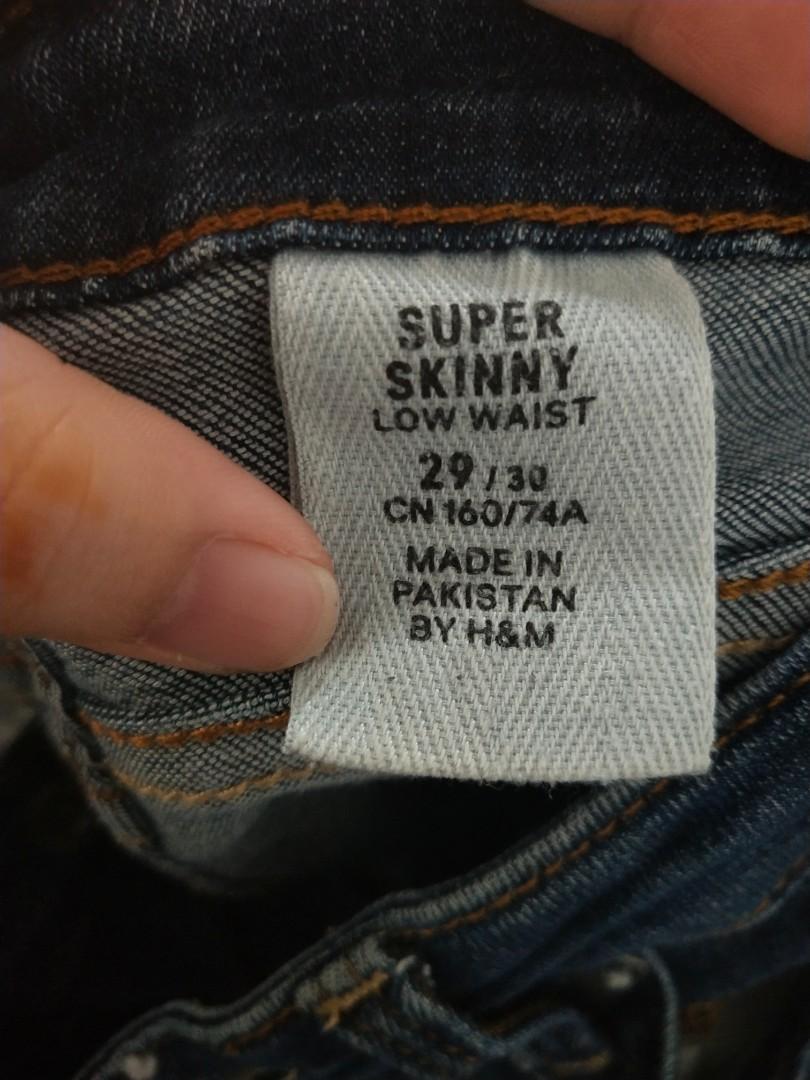 SUPER
SKINNY
LOW WAIST
29/30
CN 160/74A
MADE IN
PAKISTAN
BY H&M